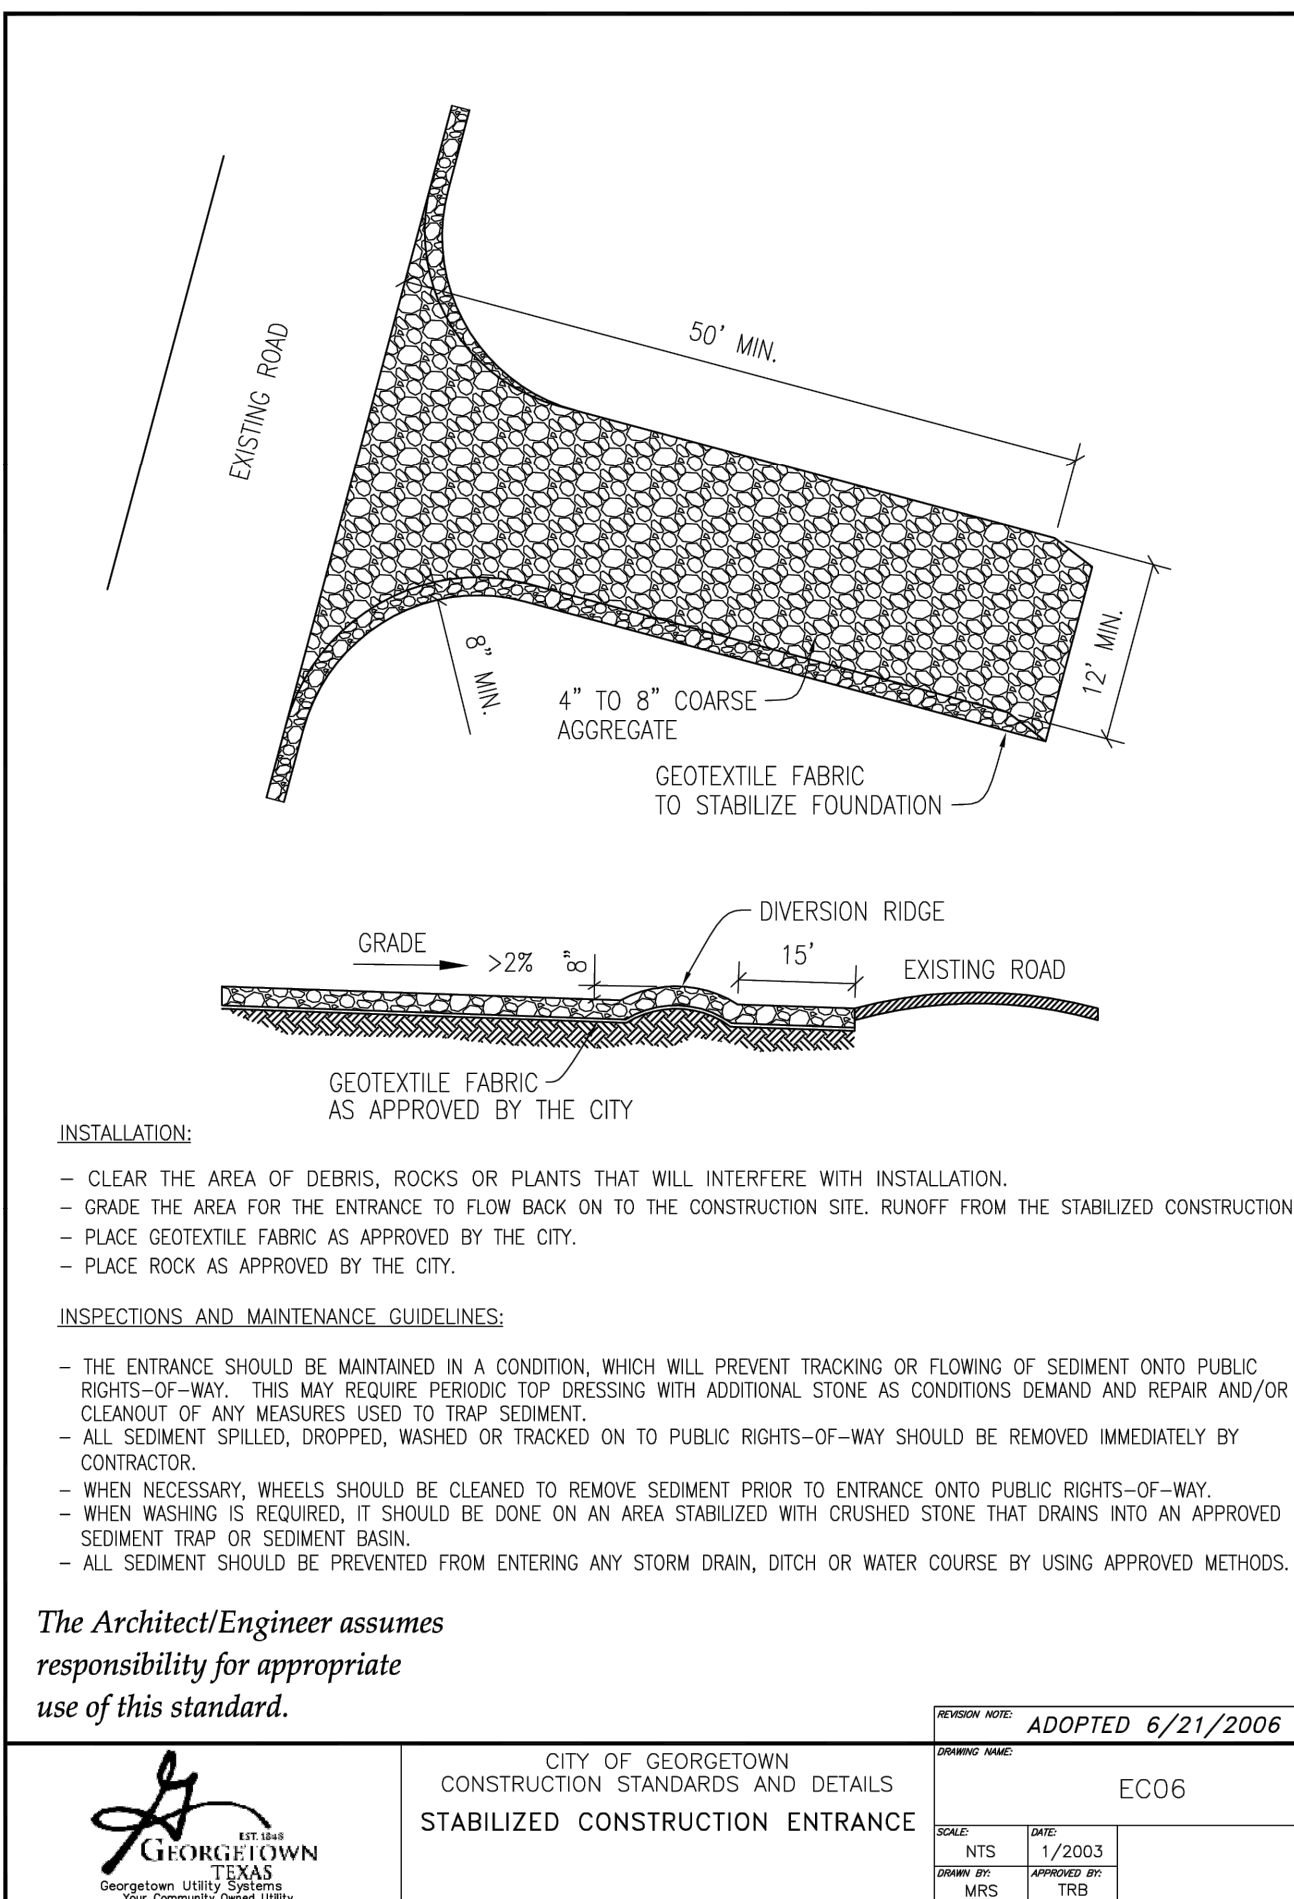 50' MIN.
EXISTING ROAD
12' MIN.
8" MIN.
4" TO 8" COARSE
AGGREGATE
GEOTEXTILE FABRIC
TO STABILIZE FOUNDATION
DIVERSION RIDGE
GRADE
>2%
8"
15'
EXISTING ROAD
GEOTEXTILE FABRIC
AS APPROVED BY THE CITY
INSTALLATION:
– CLEAR THE AREA OF DEBRIS, ROCKS OR PLANTS THAT WILL INTERFERE WITH INSTALLATION.
– GRADE THE AREA FOR THE ENTRANCE TO FLOW BACK ON TO THE CONSTRUCTION SITE. RUNOFF FROM THE STABILIZED CONSTRUCTION
– PLACE GEOTEXTILE FABRIC AS APPROVED BY THE CITY.
– PLACE ROCK AS APPROVED BY THE CITY.
INSPECTIONS AND MAINTENANCE GUIDELINES:
– THE ENTRANCE SHOULD BE MAINTAINED IN A CONDITION, WHICH WILL PREVENT TRACKING OR FLOWING OF SEDIMENT ONTO PUBLIC
RIGHTS–OF–WAY. THIS MAY REQUIRE PERIODIC TOP DRESSING WITH ADDITIONAL STONE AS CONDITIONS DEMAND AND REPAIR AND/OR
CLEANOUT OF ANY MEASURES USED TO TRAP SEDIMENT.
– ALL SEDIMENT SPILLED, DROPPED, WASHED OR TRACKED ON TO PUBLIC RIGHTS–OF–WAY SHOULD BE REMOVED IMMEDIATELY BY
CONTRACTOR.
– WHEN NECESSARY, WHEELS SHOULD BE CLEANED TO REMOVE SEDIMENT PRIOR TO ENTRANCE ONTO PUBLIC RIGHTS–OF–WAY.
– WHEN WASHING IS REQUIRED, IT SHOULD BE DONE ON AN AREA STABILIZED WITH CRUSHED STONE THAT DRAINS INTO AN APPROVED
SEDIMENT TRAP OR SEDIMENT BASIN.
– ALL SEDIMENT SHOULD BE PREVENTED FROM ENTERING ANY STORM DRAIN, DITCH OR WATER COURSE BY USING APPROVED METHODS.
The Architect/Engineer assumes
responsibility for appropriate
use of this standard.
REVISION NOTE:
ADOPTED 6/21/2006
EST. 1848
GEORGETOWN
TEXAS
Georgetown Utility Systems
Your Community Owned Utility
CITY OF GEORGETOWN
CONSTRUCTION STANDARDS AND DETAILS
STABILIZED CONSTRUCTION ENTRANCE
DRAWING NAME:
EC06
SCALE:
NTS
DATE:
1/2003
DRAWN BY:
MRS
APPROVED BY:
TRB